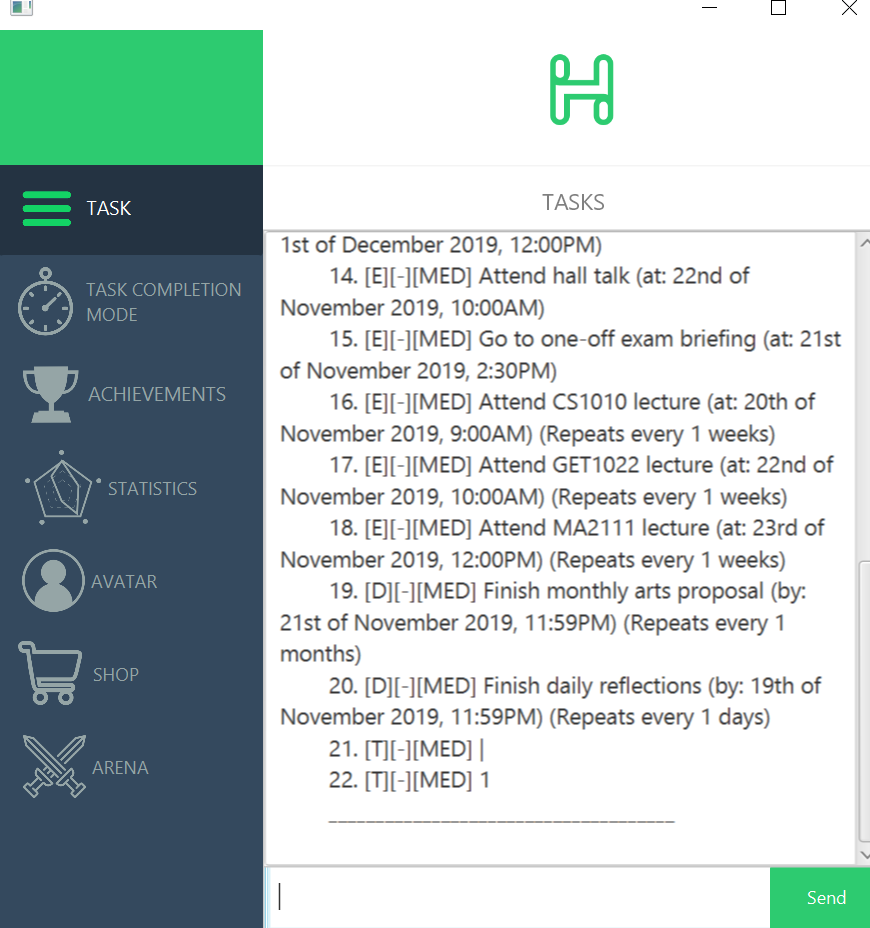 TASK
TASK COMPLETION
MODE
ACHIEVEMENTS
STATISTICS
AVATAR
SHOP
ARENA
TASKS
1st of December 2019, 12:00PM)
14. [E][-][MED] Attend hall talk (at: 22nd of
November 2019, 10:00AM)
15. [E][-][MED] Go to one-off exam briefing (at: 21st
of November 2019, 2:30PM)
16. [E][-][MED] Attend CS1010 lecture (at: 20th of
November 2019, 9:00AM) (Repeats every 1 weeks)
17. [E][-][MED] Attend GET1022 lecture (at: 22nd of
November 2019, 10:00AM) (Repeats every 1 weeks)
18. [E][-][MED] Attend MA2111 lecture (at: 23rd of
November 2019, 12:00PM) (Repeats every 1 weeks)
19. [D][-][MED] Finish monthly arts proposal (by:
21st of November 2019, 11:59PM) (Repeats every 1
months)
20. [D][-][MED] Finish daily reflections (by: 19th of
November 2019, 11:59PM) (Repeats every 1 days)
21. [T][-][MED] |
22. [T][-][MED] 1
____________________________________
Send